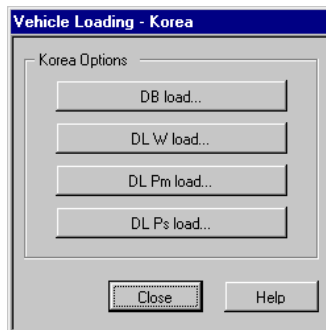 Vehicle Loading - Korea
Korea Options
DB load...
DL W load...
DL Pm load...
DL Ps load...
Close
Help